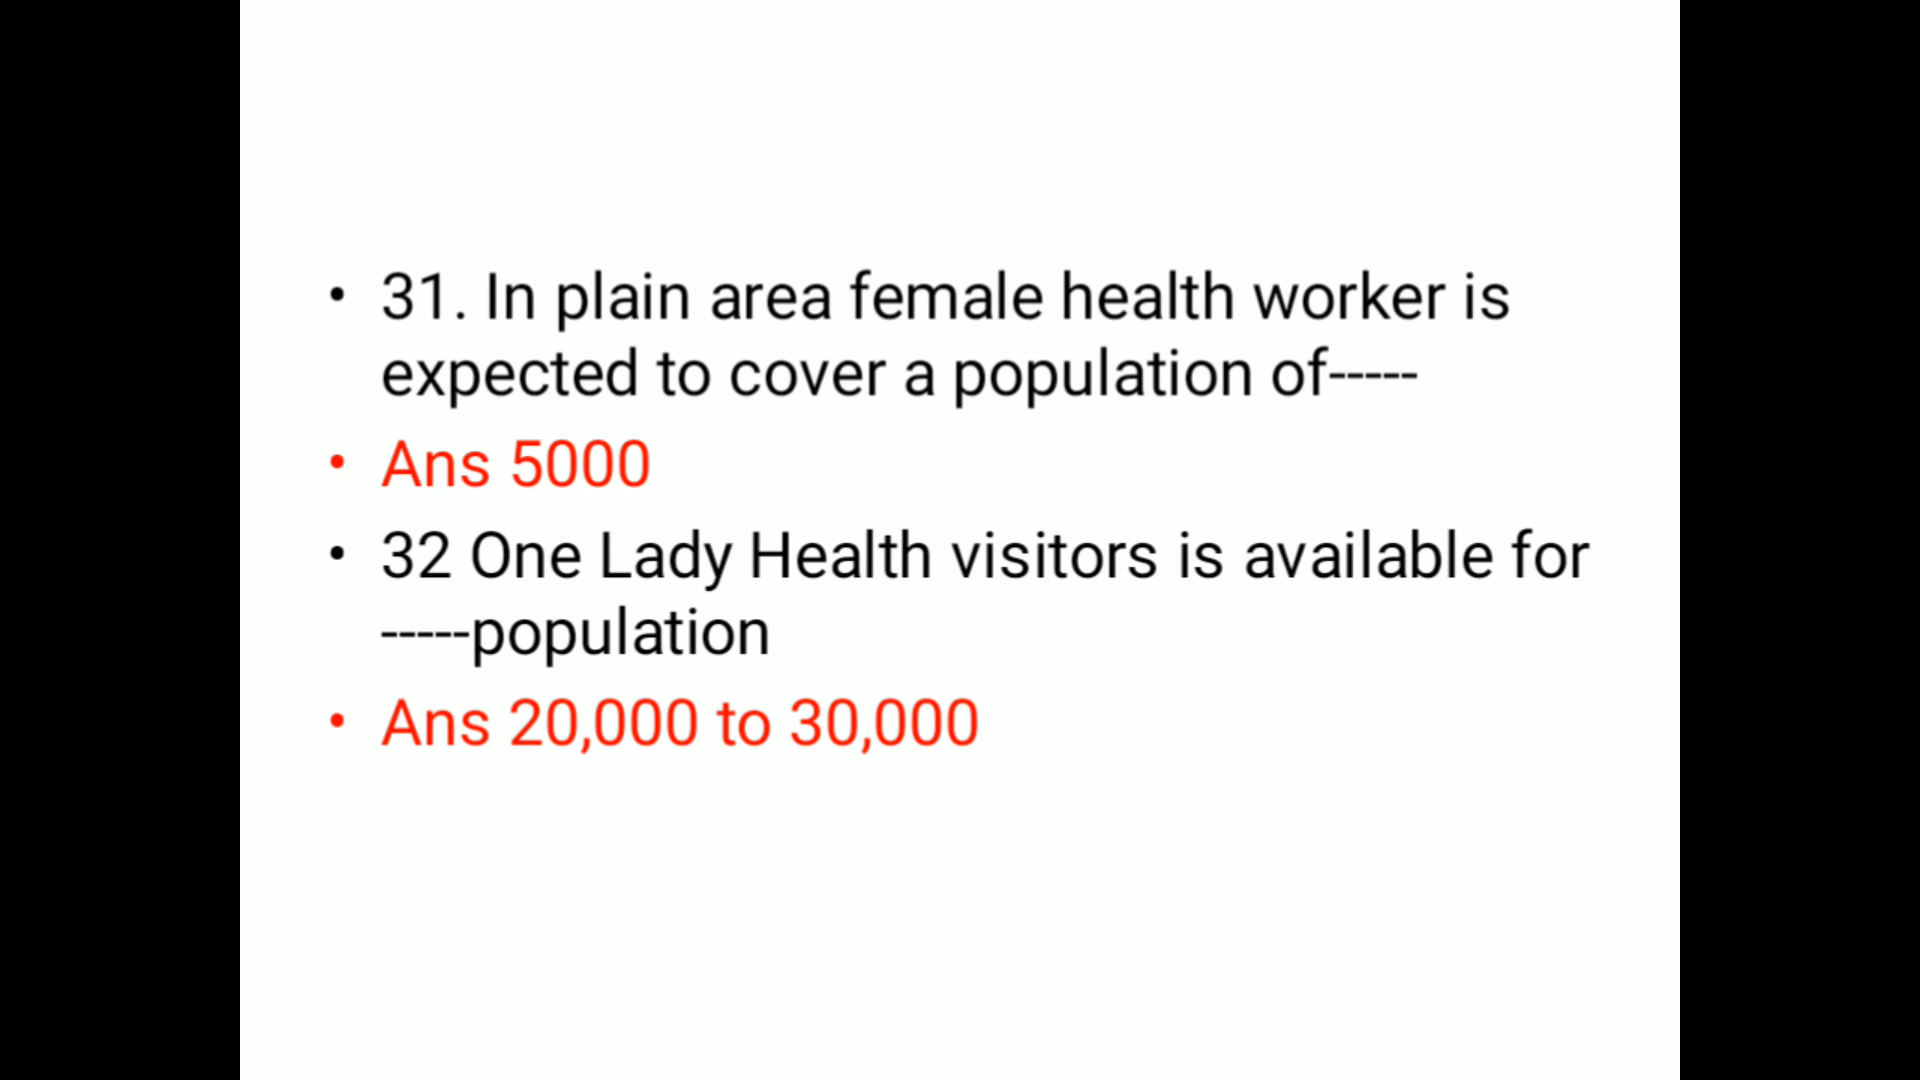 • 31. In plain area female health worker is
expected to cover a population of-----
• Ans 5000
• 32 One Lady Health visitors is available for
-----population
• Ans 20,000 to 30,000